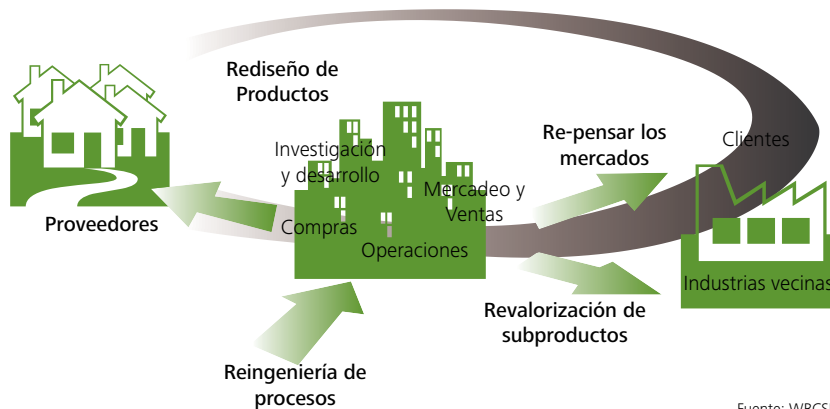 Rediseño de
Productos
Investigación
y desarrollo
Re-pensar los
mercados
Clientes
Mercadeo y
Ventas
Proveedores
Compras
Operaciones
Industrias vecinas
Revalorización de
subproductos
Reingeniería de
procesos
Fuente: